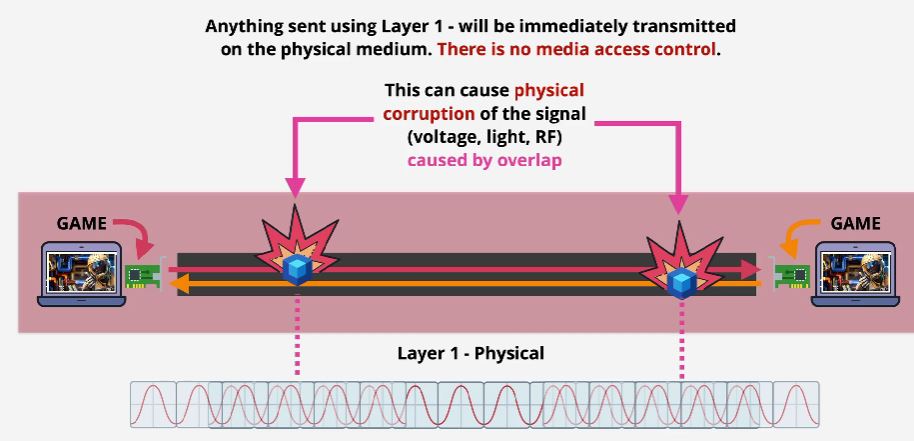 Anything sent using Layer 1 - will be immediately transmitted
on the physical medium. There is no media access control.
This can cause physical
corruption of the signal
(voltage, light, RF)
caused by overlap
GAME
GAME
Layer 1 - Physical